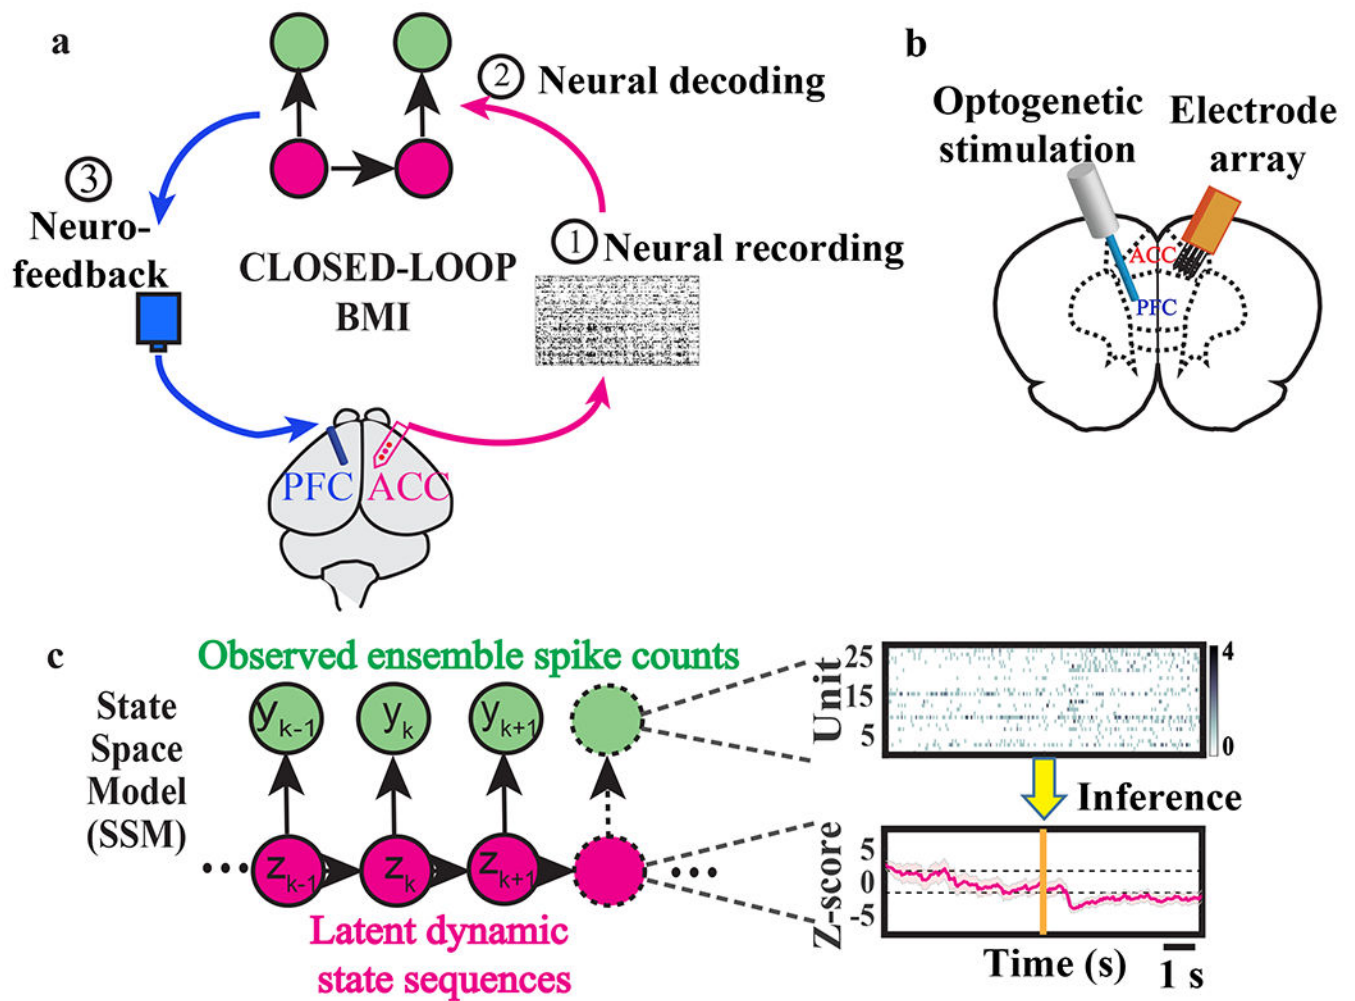 a
② Neural decoding
③
Neuro-
feedback
① Neural recording
CLOSED-LOOP
BMI
PFC ACC
b
Optogenetic
stimulation
Electrode
array
ACC
PFC
c
Observed ensemble spike counts
State
Space
Model
(SSM)
y k-1
y k
y k+1
z k-1
z k
z k+1
Latent dynamic
state sequences
Unit
25
15
5
4
0
Inference
Z-score
5
0
-5
Time (s)
1 s